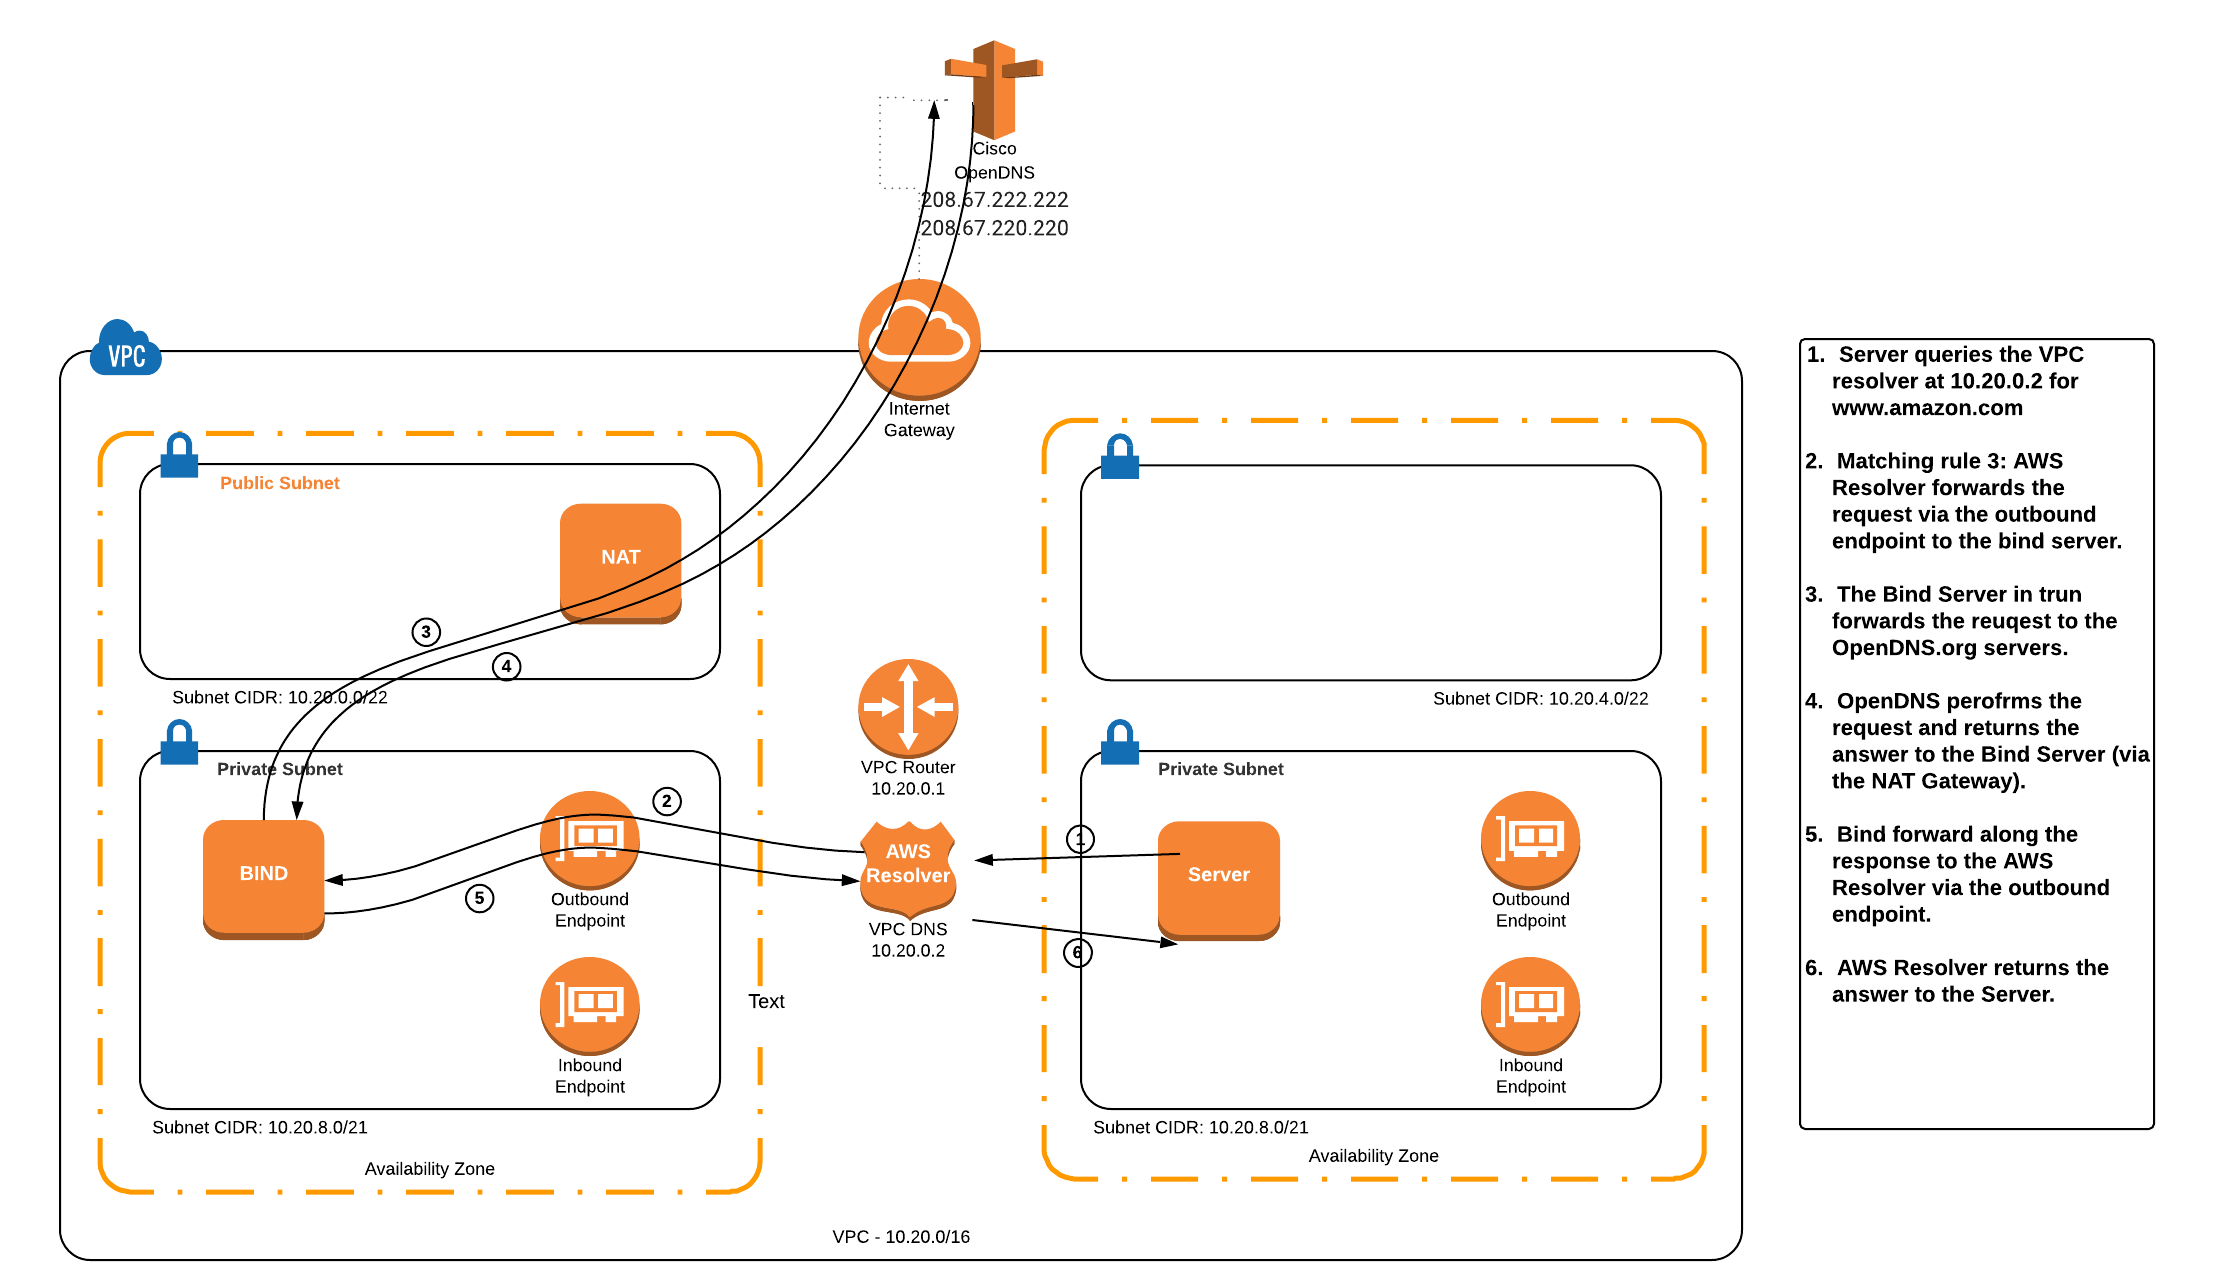 Cisco
OpenDNS
208.67.222.222
208.67.220.220
VPC
Internet
Gateway
Public Subnet
NAT
3
4
Subnet CIDR: 10.20.0.0/22
Subnet CIDR: 10.20.4.0/22
VPC Router
10.20.0.1
Private Subnet
BIND
2
5
Outbound
Endpoint
Inbound
Endpoint
Text
AWS
Resolver
VPC DNS
10.20.0.2
1
6
Private Subnet
Server
Outbound
Endpoint
Inbound
Endpoint
Subnet CIDR: 10.20.8.0/21
Availability Zone
Subnet CIDR: 10.20.8.0/21
Availability Zone
VPC - 10.20.0/16
1. Server queries the VPC
resolver at 10.20.0.2 for
www.amazon.com
2. Matching rule 3: AWS
Resolver forwards the
request via the outbound
endpoint to the bind server.
3. The Bind Server in trun
forwards the reuqest to the
OpenDNS.org servers.
4. OpenDNS perofrms the
request and returns the
answer to the Bind Server (via
the NAT Gateway).
5. Bind forward along the
response to the AWS
Resolver via the outbound
endpoint.
6. AWS Resolver returns the
answer to the Server.